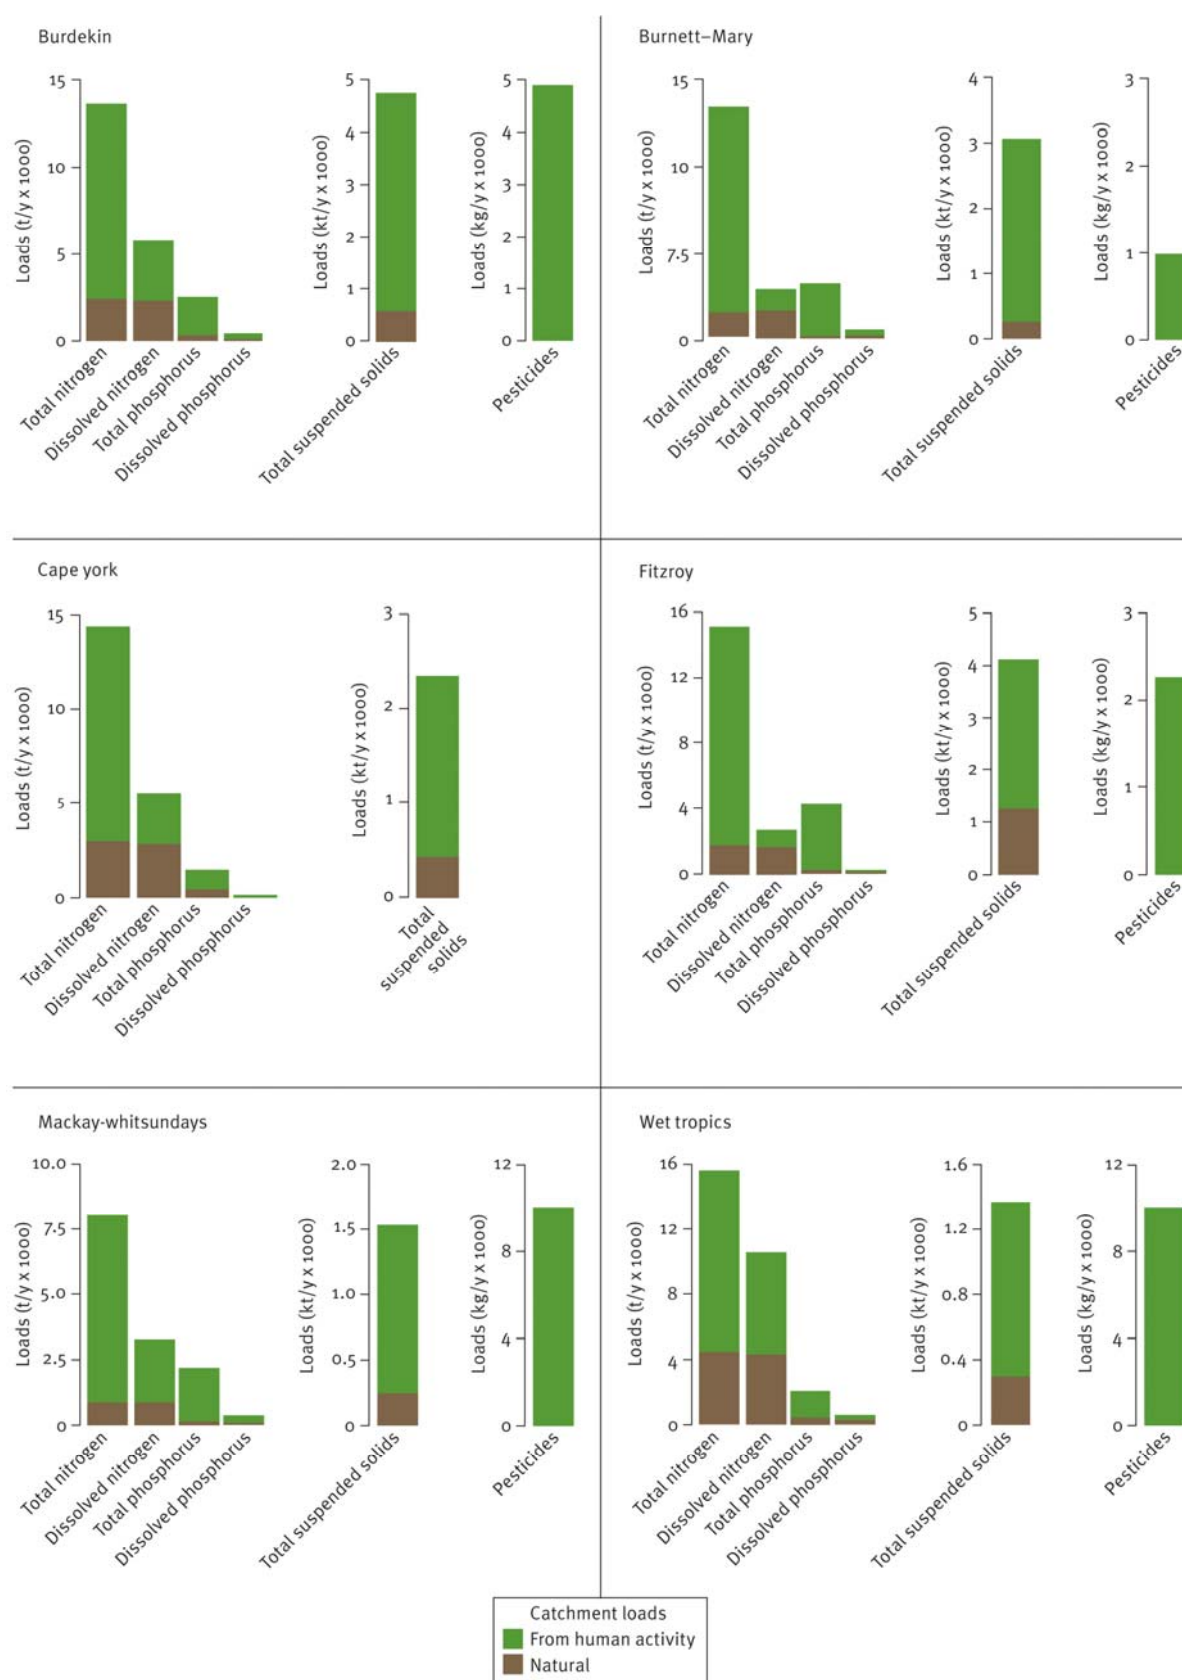 Burdekin
Loads (t/y x 1000)
15
10
5
0
Total nitrogen
Dissolved nitrogen
Total phosphorus
Dissolved phosphorus
Loads (kt/y x 1000)
5
4
3
2
1
0
Total suspended solids
Loads (kg/y x 1000)
5
4
3
2
1
0
Pesticides
Burnett–Mary
Loads (t/y x 1000)
15
10
7.5
0
Total nitrogen
Dissolved nitrogen
Total phosphorus
Dissolved phosphorus
Loads (kt/y x 1000)
4
3
2
1
0
Total suspended solids
Loads (kg/y x 1000)
3
2
1
0
Pesticides
Cape york
Loads (t/y x 1000)
15
10
5
0
Total nitrogen
Dissolved nitrogen
Total phosphorus
Dissolved phosphorus
Loads (kt/y x 1000)
3
2
1
0
Total
suspended
solids
Fitzroy
Loads (t/y x 1000)
16
12
8
4
0
Total nitrogen
Dissolved nitrogen
Total phosphorus
Dissolved phosphorus
Loads (kt/y x 1000)
5
4
3
2
1
0
Total suspended solids
Loads (kg/y x 1000)
3
2
1
0
Pesticides
Mackay-whitsundays
Loads (t/y x 1000)
10.0
7.5
5.0
2.5
0
Total nitrogen
Dissolved nitrogen
Total phosphorus
Dissolved phosphorus
Loads (kt/y x 1000)
2.0
1.5
1.0
0.5
0
Total suspended solids
Loads (kg/y x 1000)
12
8
4
0
Pesticides
Wet tropics
Loads (t/y x 1000)
16
12
8
4
0
Total nitrogen
Dissolved nitrogen
Total phosphorus
Dissolved phosphorus
Loads (kt/y x 1000)
1.6
1.2
0.8
0.4
0
Total suspended solids
Loads (kg/y x 1000)
12
8
4
0
Pesticides
Catchment loads
From human activity
Natural